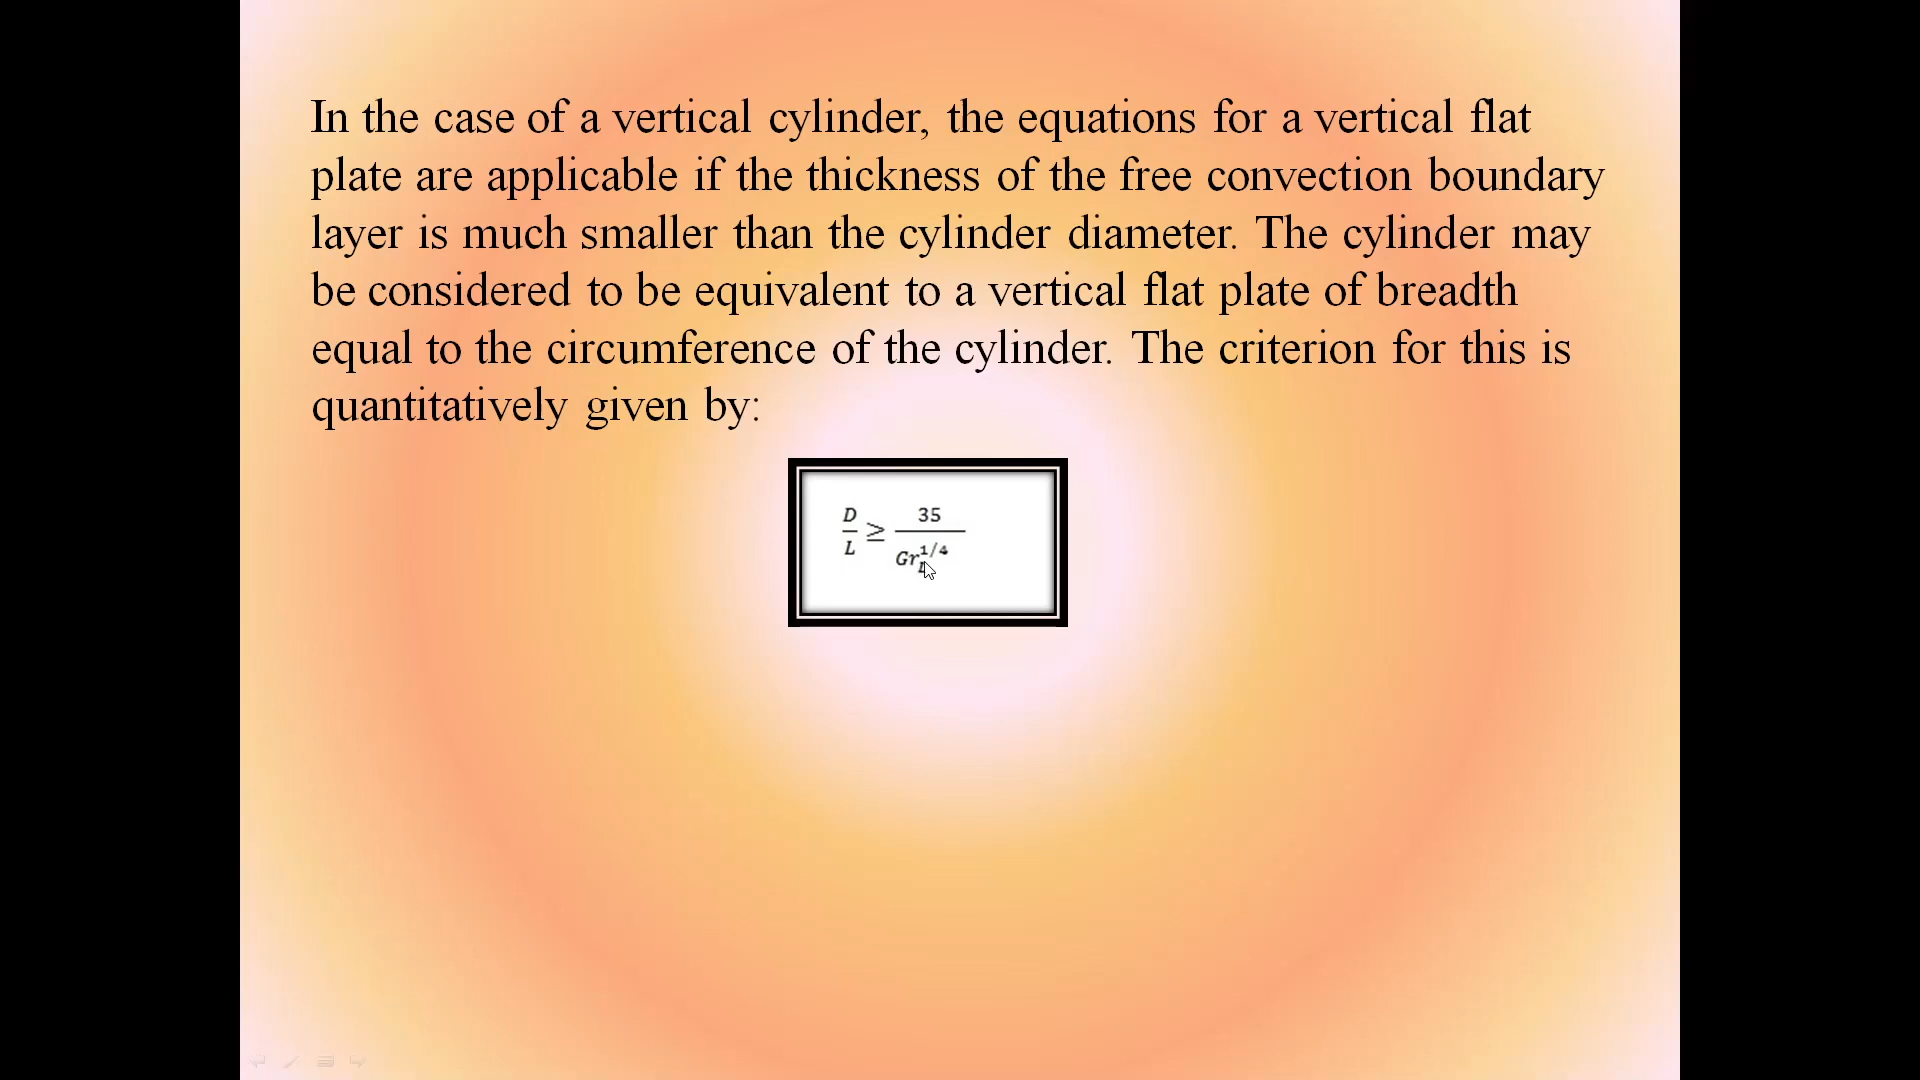 In the case of a vertical cylinder, the equations for a vertical flat
plate are applicable if the thickness of the free convection boundary
layer is much smaller than the cylinder diameter. The cylinder may
be considered to be equivalent to a vertical flat plate of breadth
equal to the circumference of the cylinder. The criterion for this is
quantitatively given by:
D/L ≥ 35/Gr_L^1/4